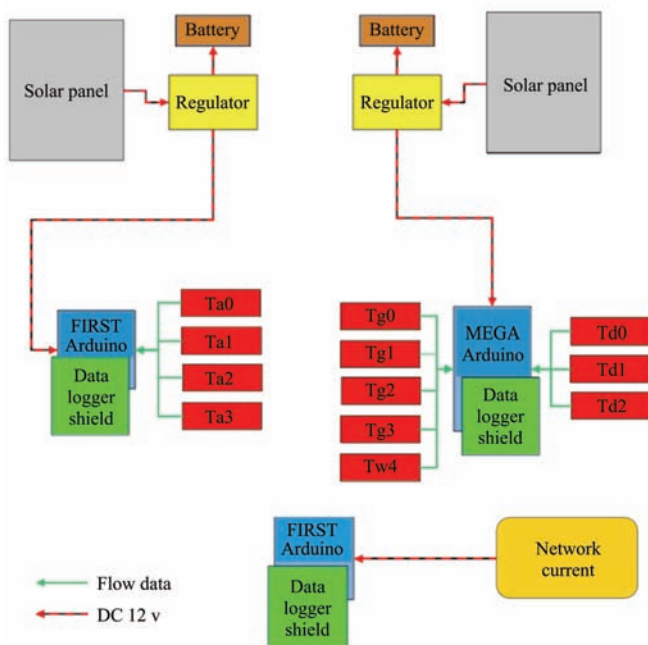 Battery
Battery
Solar panel
Regulator
Regulator
Solar panel
FIRST
Arduino
Data
logger
shield
Ta0
Ta1
Ta2
Ta3
Tg0
Tg1
Tg2
Tg3
Tw4
MEGA
Arduino
Data
logger
shield
Td0
Td1
Td2
FIRST
Arduino
Data
logger
shield
Network
current
Flow data
DC 12 v